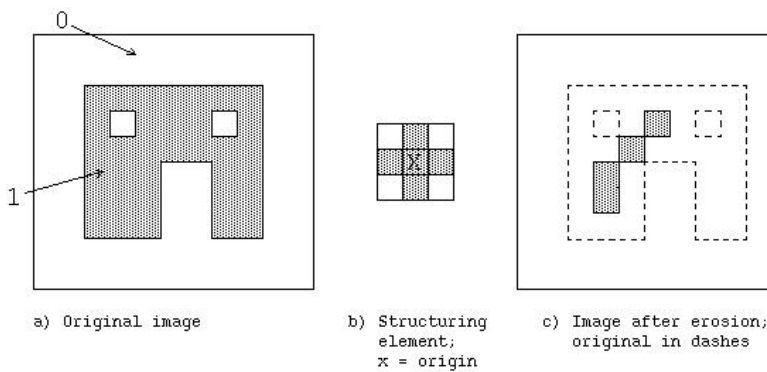 0
X
1
a) Original image
b) Structuring
element;
x = origin
c) Image after erosion;
original in dashes